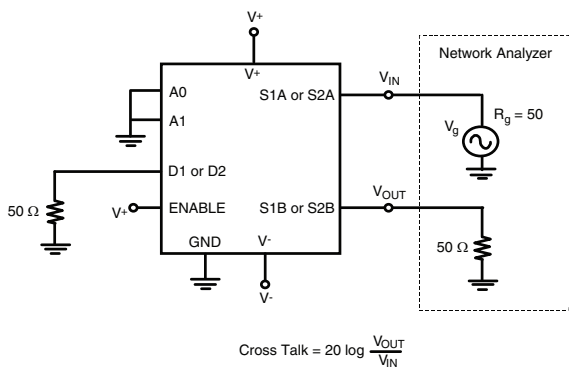 V+
Network Analyzer
V+
A0
S1A or S2A
VIN
Vg
Rg = 50
A1
D1 or D2
VOUT
50 Ω
V+
ENABLE
S1B or S2B
GND
V-
50 Ω
V-
Cross Talk = 20 log VOUT
VIN